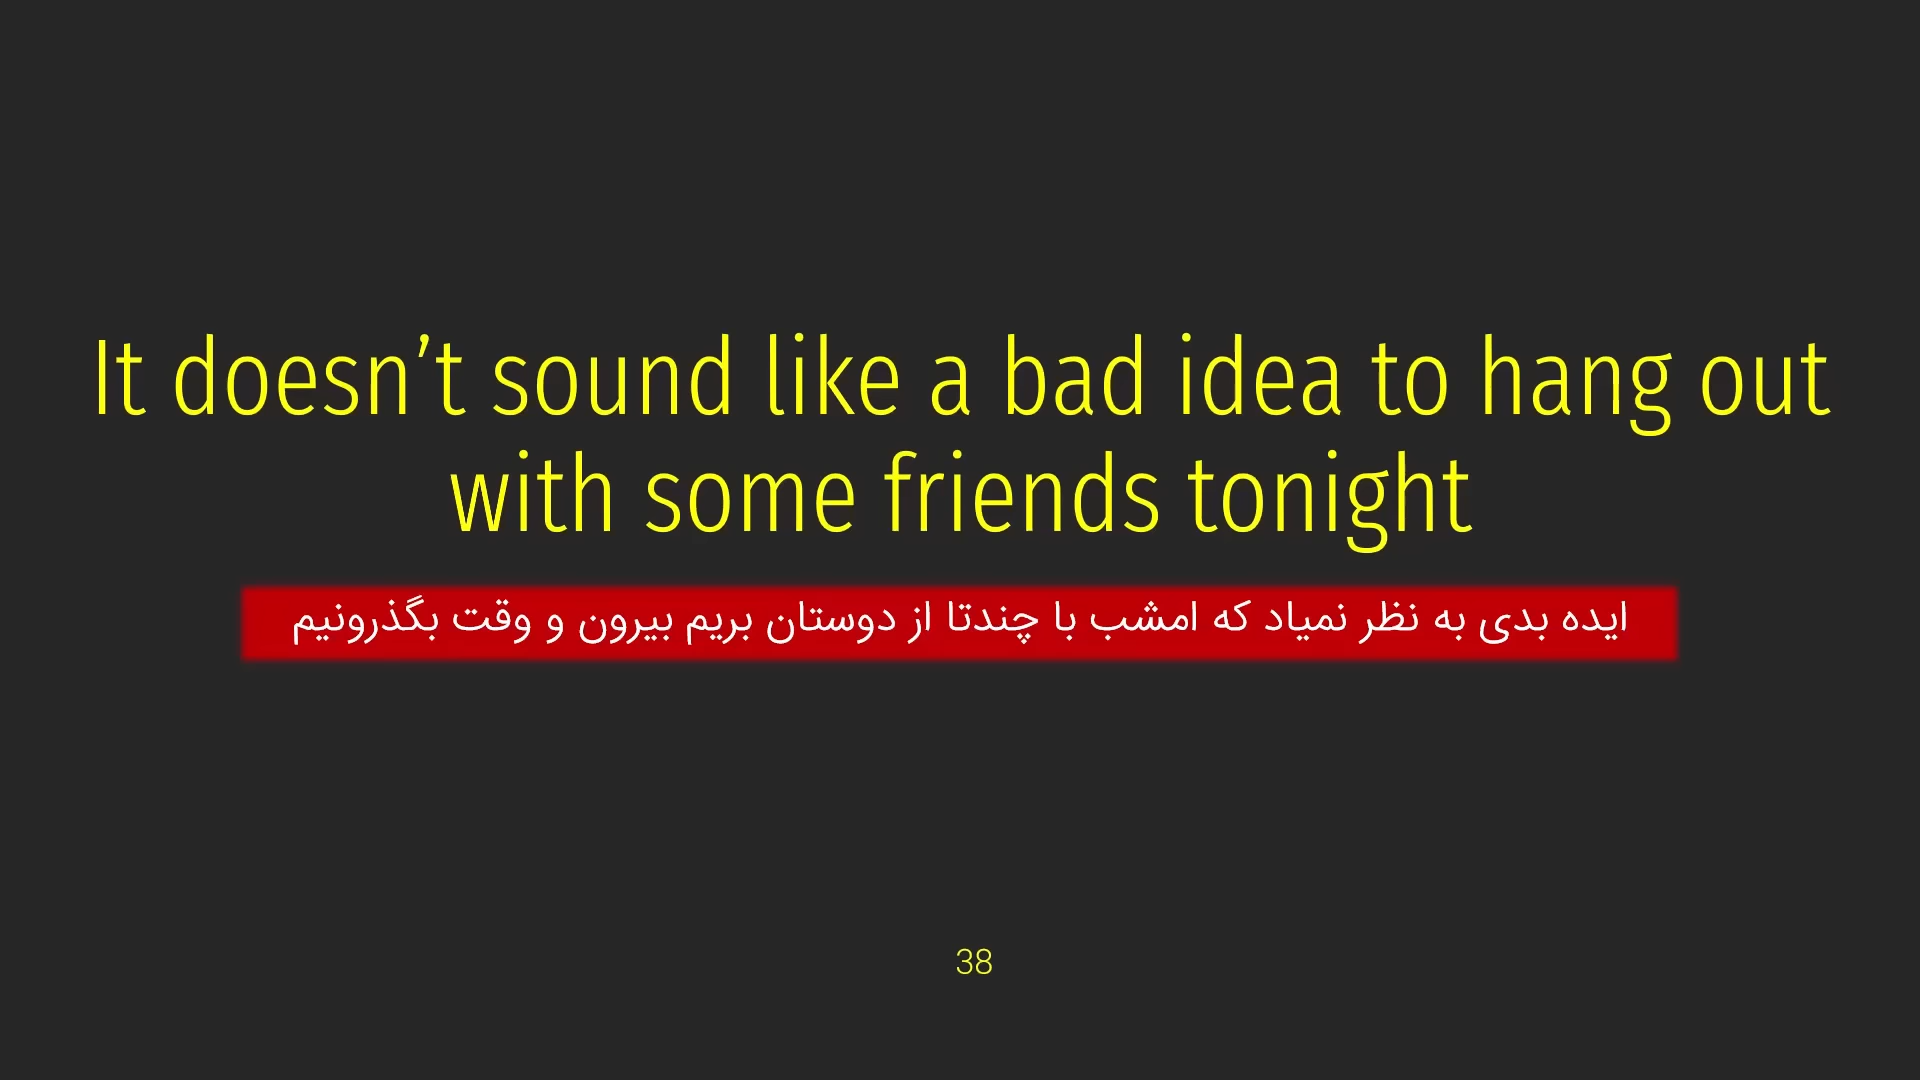 It doesn’t sound like a bad idea to hang out
with some friends tonight
ایده بدی به نظر نمیاد که امشب با چندتا از دوستان بریم بیرون و وقت بگذرونیم
38